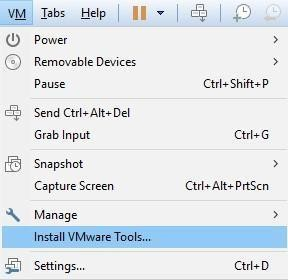 VM Tabs Help
Power
Removable Devices
Pause Ctrl+Shift+P
Send Ctrl+Alt+Del
Grab Input Ctrl+G
Snapshot
Capture Screen Ctrl+Alt+PrtScn
Manage
Install VMware Tools...
Settings... Ctrl+D